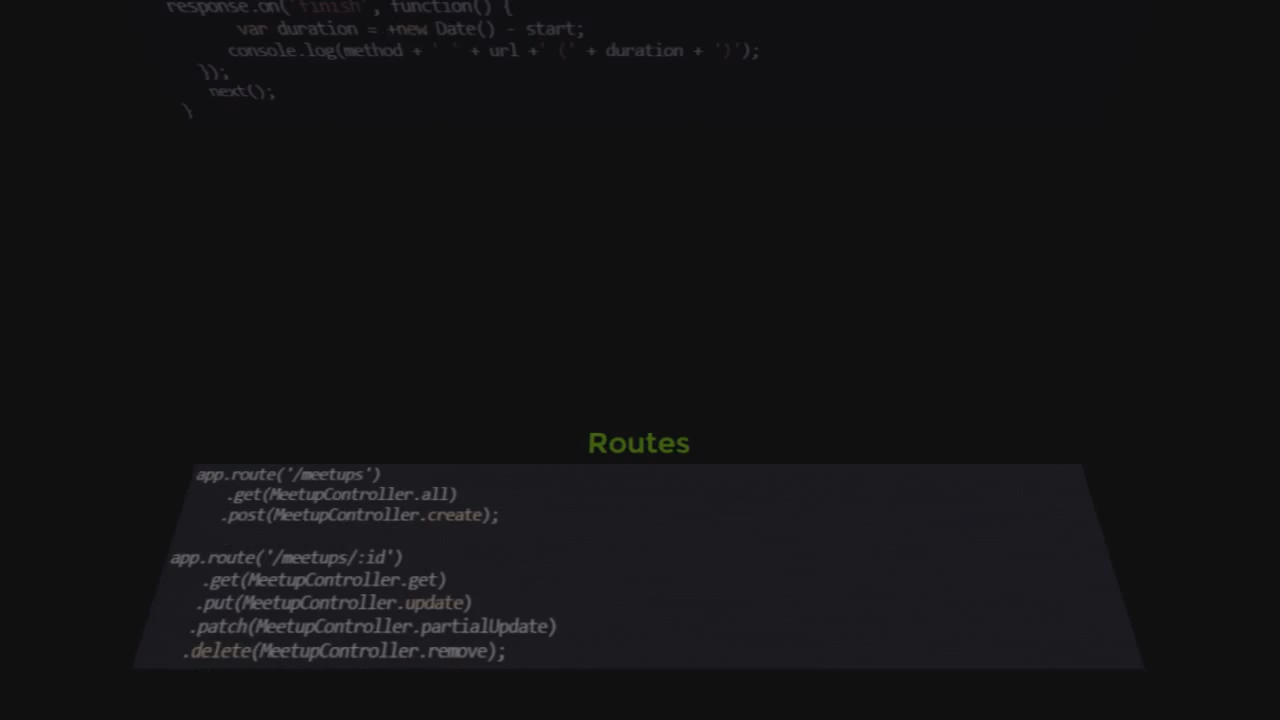 response.on('finish', function() {
var duration = +new Date() - start;
console.log(method + ' ' + url +' (' + duration + ')');
});
next();
}
Routes
app.route('/meetups')
.get(MeetupController.all)
.post(MeetupController.create);
app.route('/meetups/:id')
.get(MeetupController.get)
.put(MeetupController.update)
.patch(MeetupController.partialUpdate)
.delete(MeetupController.remove);